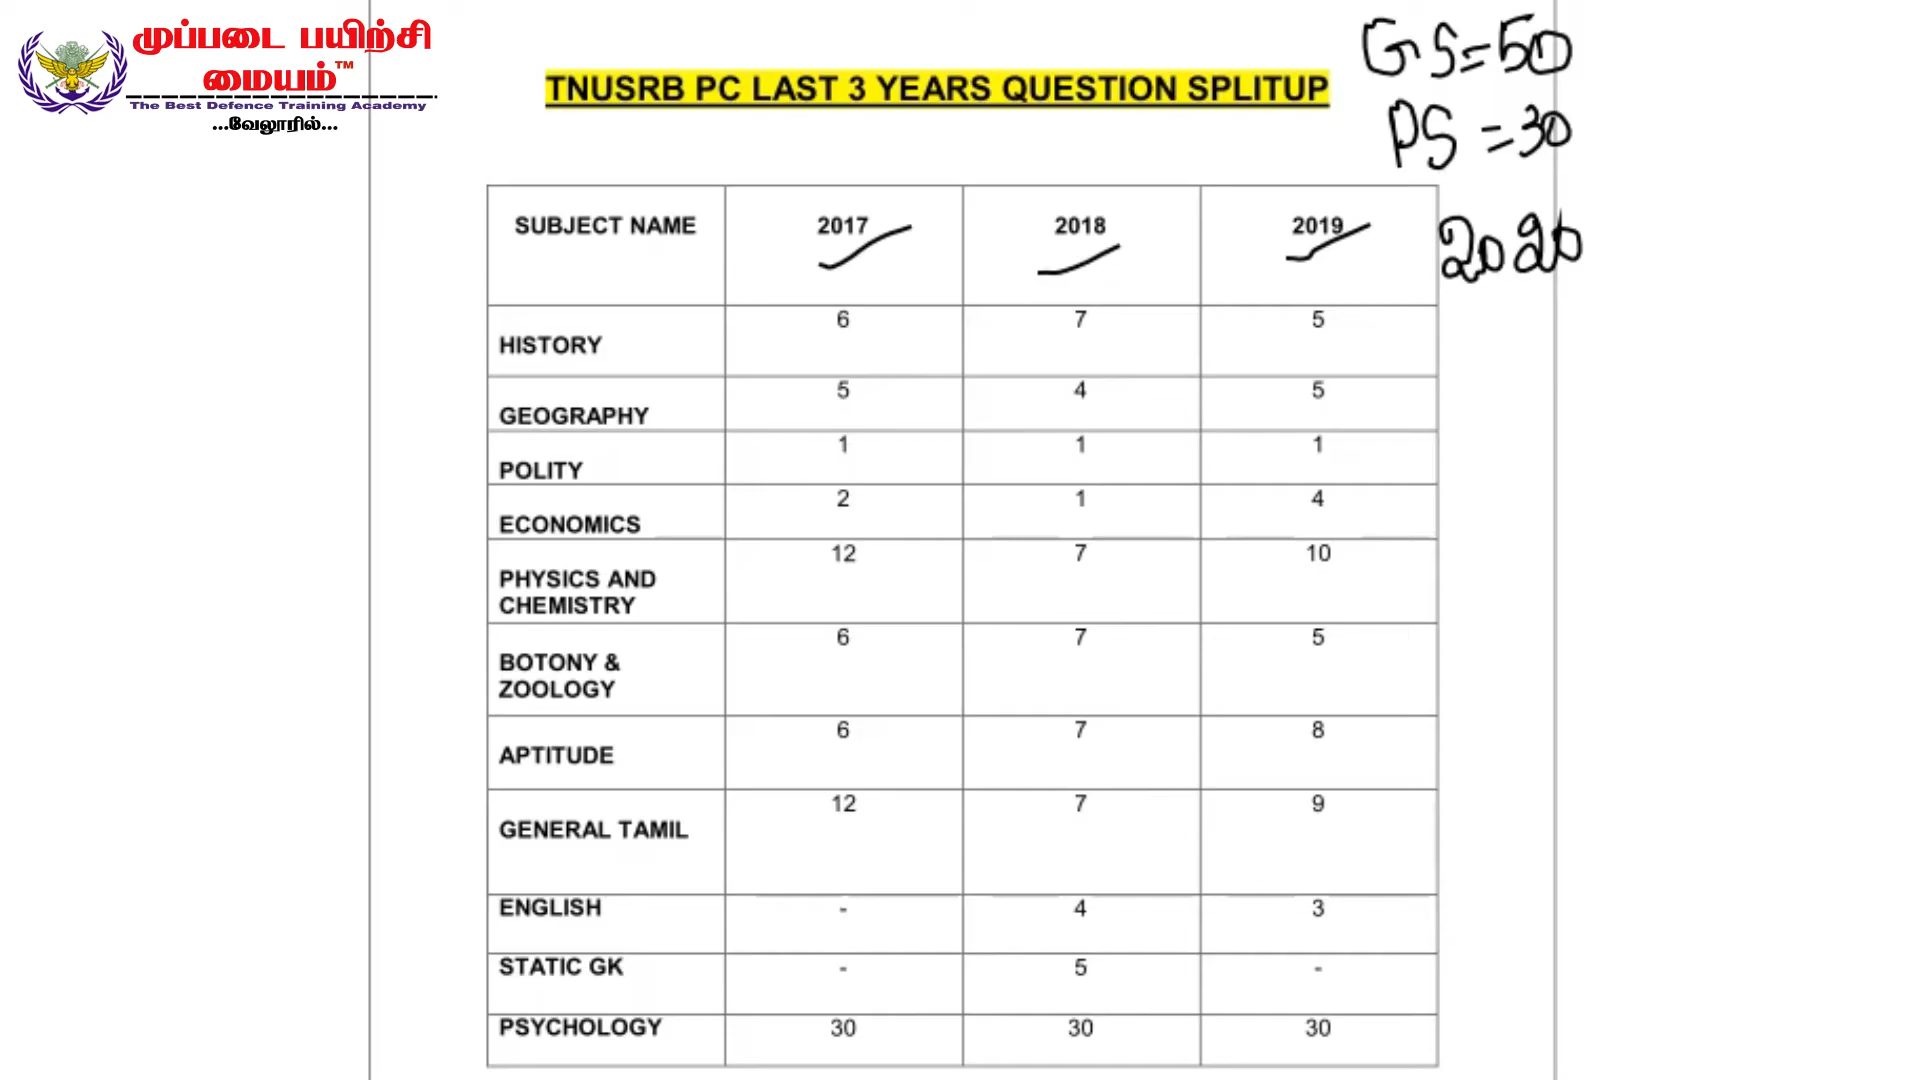 முப்படை பயிற்சி
மையம்™
The Best Defence Training Academy
...வேலூரில்...
TNUSRB PC LAST 3 YEARS QUESTION SPLITUP
GS=50
PS=30
2020
SUBJECT NAME 2017 2018 2019
HISTORY 6 7 5
GEOGRAPHY 5 4 5
POLITY 1 1 1
ECONOMICS 2 1 4
PHYSICS AND
CHEMISTRY 12 7 10
BOTONY &
ZOOLOGY 6 7 5
APTITUDE 6 7 8
GENERAL TAMIL 12 7 9
ENGLISH - 4 3
STATIC GK - 5 -
PSYCHOLOGY 30 30 30